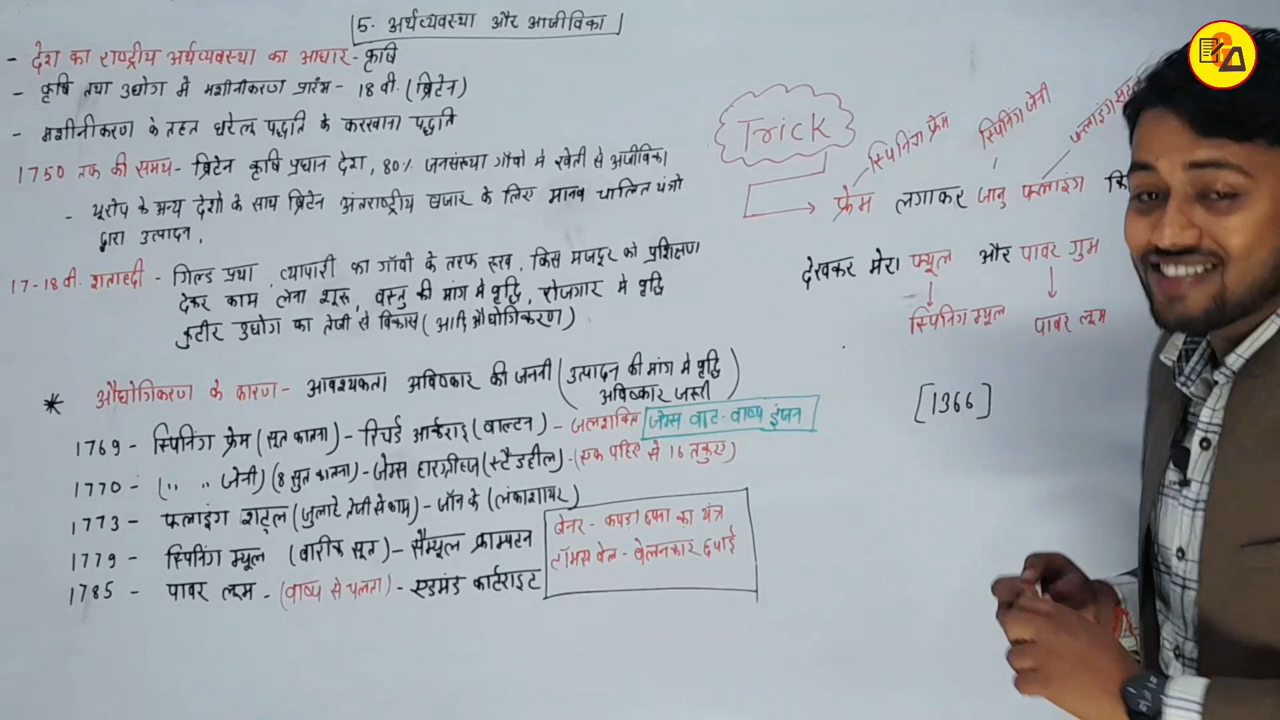 5. अर्थव्यवस्था और आजीविका
- देश का राष्ट्रीय अर्थव्यवस्था का आधार - कृषि
- कृषि तथा उद्योग मे मशीनीकरण प्रारंभ - 18 वी. (ब्रिटेन)
- मशीनीकरण के तहत घरेलू पद्धति के कारखाना पद्धति
1750 तक की समय - ब्रिटेन कृषि प्रधान देश, 80% जनसंख्या गाँवो मे खेती से अजीविका
- यूरोप के अन्य देशो के साथ ब्रिटेन अंतराष्ट्रीय बाजार के लिए मानव चालित यंत्रो
द्वारा उत्पादन.
17-18 वी. शताब्दी - गिल्ड प्रथा, व्यापारी का गाँवो के तरफ रुख, किस मजदूर को प्रशिक्षण
देकर काम लेना शुरू, वस्तु की मांग मे वृद्धि, रोजगार मे वृद्धि
कुटीर उद्योग का तेजी से विकास (आदि औद्योगिकरण)
* औद्योगिकरण के कारण - आवश्यकता अविष्कार की जननी (उत्पादन की मांग मे वृद्धि
अविष्कार जरूरी)
1769 - स्पिनिंग फ्रेम (सूत कातना) - रिचर्ड आर्कराइ (बाल्टन) - जलशक्ति
जेम्स वाट - वाष्प इंजन
1770 - (,, ,, जेनी) (8 सुत कातना) - जेम्स हारग्रीव्ज (स्टैंडहील) - (एक पहिए से 16 तकुए)
1773 - फ्लाइंग शट्ल (जुलाहे तेजी से काम) - जॉन के (लंकाशायर)
1779 - स्पिनिंग म्यूल (बारीक सूत) - सैम्यूल क्राम्पटन
1785 - पावर लूम - (वाष्प से चलता) - एडमंड कार्टराइट
बेनर - कपड़ा छापा का यंत्र
टॉमस बेल - बेलनकार छपाई
Trick
स्पिनिंग फ्रेम
स्पिनिंग जेनी
फ्लाइंग शटल
फ्रेम लगाकर जानु फ्लाइंग कि
देखकर मेरा म्यूल और पावर गुम
स्पिनिंग म्यूल
पावर लूम
[1366]